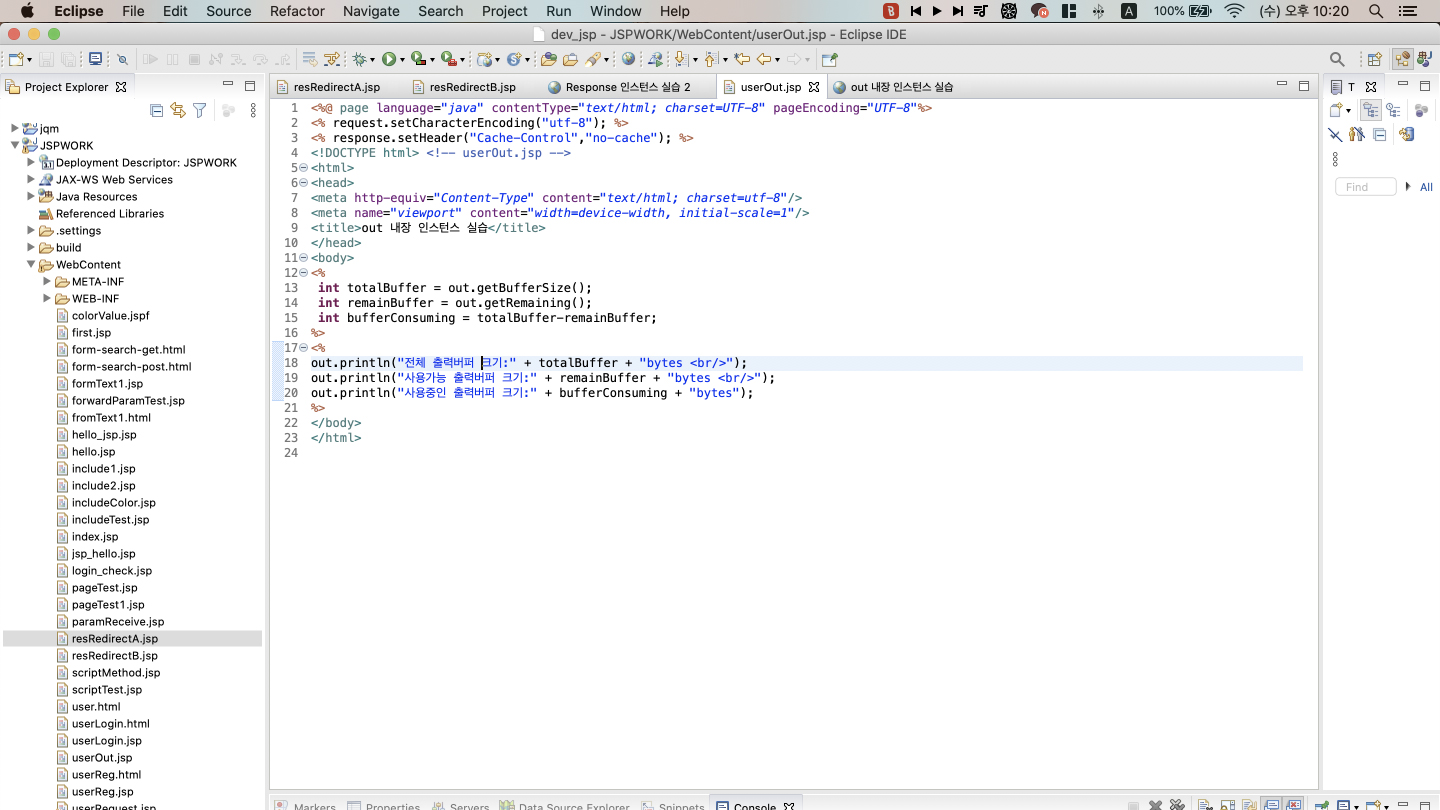 Eclipse File Edit Source Refactor Navigate Search Project Run Window Help
100% (수) 오후 10:20
dev_jsp - JSPWORK/WebContent/userOut.jsp - Eclipse IDE
Project Explorer
jqm
JSPWORK
Deployment Descriptor: JSPWORK
JAX-WS Web Services
Java Resources
Referenced Libraries
.settings
build
WebContent
META-INF
WEB-INF
colorValue.jspf
first.jsp
form-search-get.html
form-search-post.html
formText1.jsp
forwardParamTest.jsp
fromText1.html
hello_jsp.jsp
hello.jsp
include1.jsp
include2.jsp
includeColor.jsp
includeTest.jsp
index.jsp
jsp_hello.jsp
login_check.jsp
pageTest.jsp
pageTest1.jsp
paramReceive.jsp
resRedirectA.jsp
resRedirectB.jsp
scriptMethod.jsp
scriptTest.jsp
user.html
userLogin.html
userLogin.jsp
userOut.jsp
userReg.html
userReg.jsp
userRequest.jsp
resRedirectA.jsp resRedirectB.jsp Response 인스턴스 실습 2 userOut.jsp out 내장 인스턴스 실습
1 <%@ page language="java" contentType="text/html; charset=UTF-8" pageEncoding="UTF-8"%>
2 <% request.setCharacterEncoding("utf-8"); %>
3 <% response.setHeader("Cache-Control","no-cache"); %>
4 <!DOCTYPE html> <!-- userOut.jsp -->
5 <html>
6 <head>
7 <meta http-equiv="Content-Type" content="text/html; charset=utf-8"/>
8 <meta name="viewport" content="width=device-width, initial-scale=1"/>
9 <title>out 내장 인스턴스 실습</title>
10 </head>
11 <body>
12 <%
13 int totalBuffer = out.getBufferSize();
14 int remainBuffer = out.getRemaining();
15 int bufferConsuming = totalBuffer-remainBuffer;
16 %>
17 <%
18 out.println("전체 출력버퍼 크기:" + totalBuffer + "bytes <br/>");
19 out.println("사용가능 출력버퍼 크기:" + remainBuffer + "bytes <br/>");
20 out.println("사용중인 출력버퍼 크기:" + bufferConsuming + "bytes");
21 %>
22 </body>
23 </html>
24
T
Find All
Markers Properties Servers Data Source Explorer Snippets Console